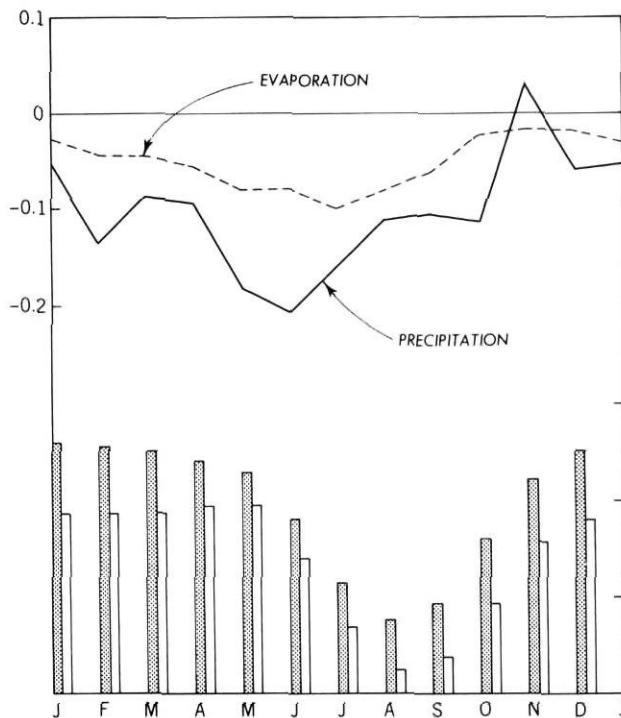 0.1
EVAPORATION
0
-0.1
-0.2
PRECIPITATION
J F M A M J J A S O N D J